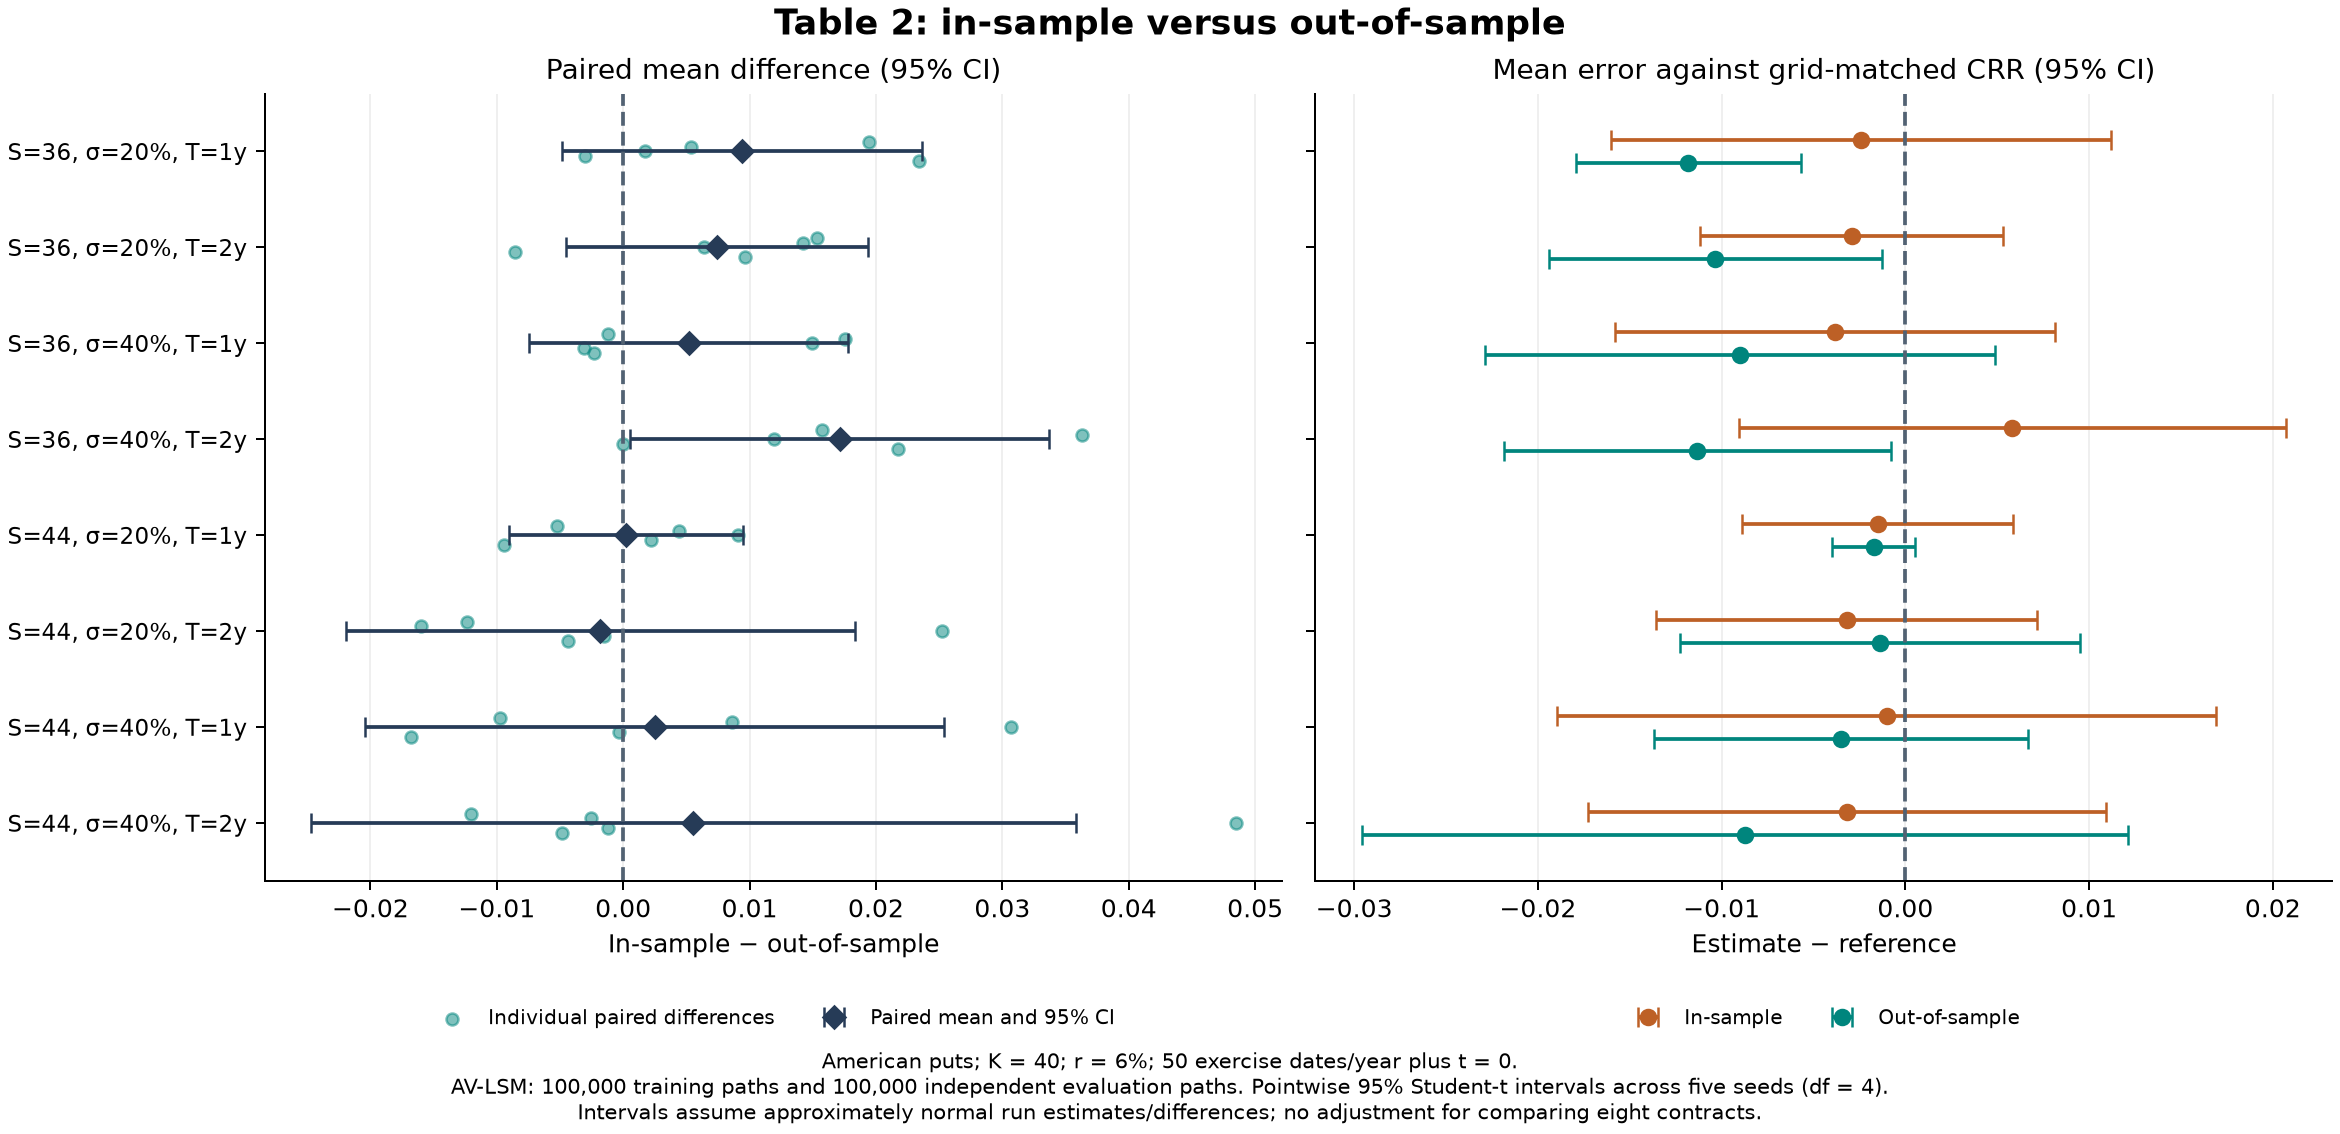 Table 2: in-sample versus out-of-sample
Paired mean difference (95% CI)
Mean error against grid-matched CRR (95% CI)
S=36, σ=20%, T=1y
S=36, σ=20%, T=2y
S=36, σ=40%, T=1y
S=36, σ=40%, T=2y
S=44, σ=20%, T=1y
S=44, σ=20%, T=2y
S=44, σ=40%, T=1y
S=44, σ=40%, T=2y
−0.02 −0.01 0.00 0.01 0.02 0.03 0.04 0.05
In-sample − out-of-sample
−0.03 −0.02 −0.01 0.00 0.01 0.02
Estimate − reference
Individual paired differences
Paired mean and 95% CI
In-sample
Out-of-sample
American puts; K = 40; r = 6%; 50 exercise dates/year plus t = 0.
AV-LSM: 100,000 training paths and 100,000 independent evaluation paths. Pointwise 95% Student-t intervals across five seeds (df = 4).
Intervals assume approximately normal run estimates/differences; no adjustment for comparing eight contracts.